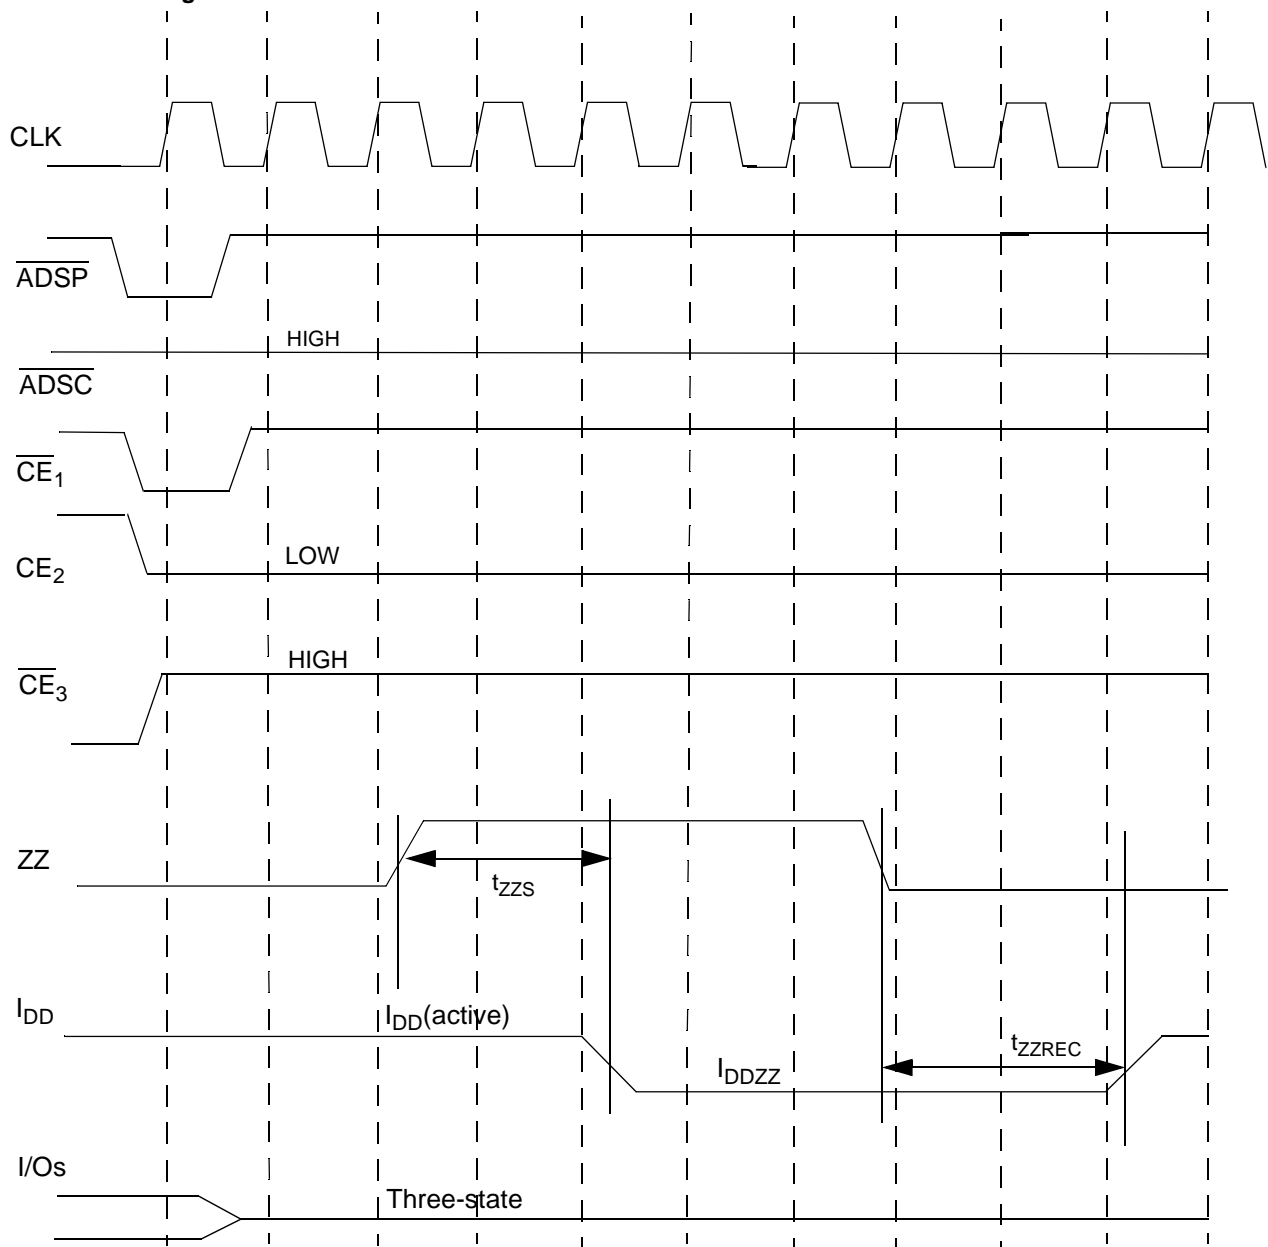 CLK
ADSP
HIGH
ADSC
CE1
LOW
CE2
HIGH
CE3
ZZ
tZZS
IDD
IDD(active)
tZZREC
IDDZZ
I/Os
Three-state